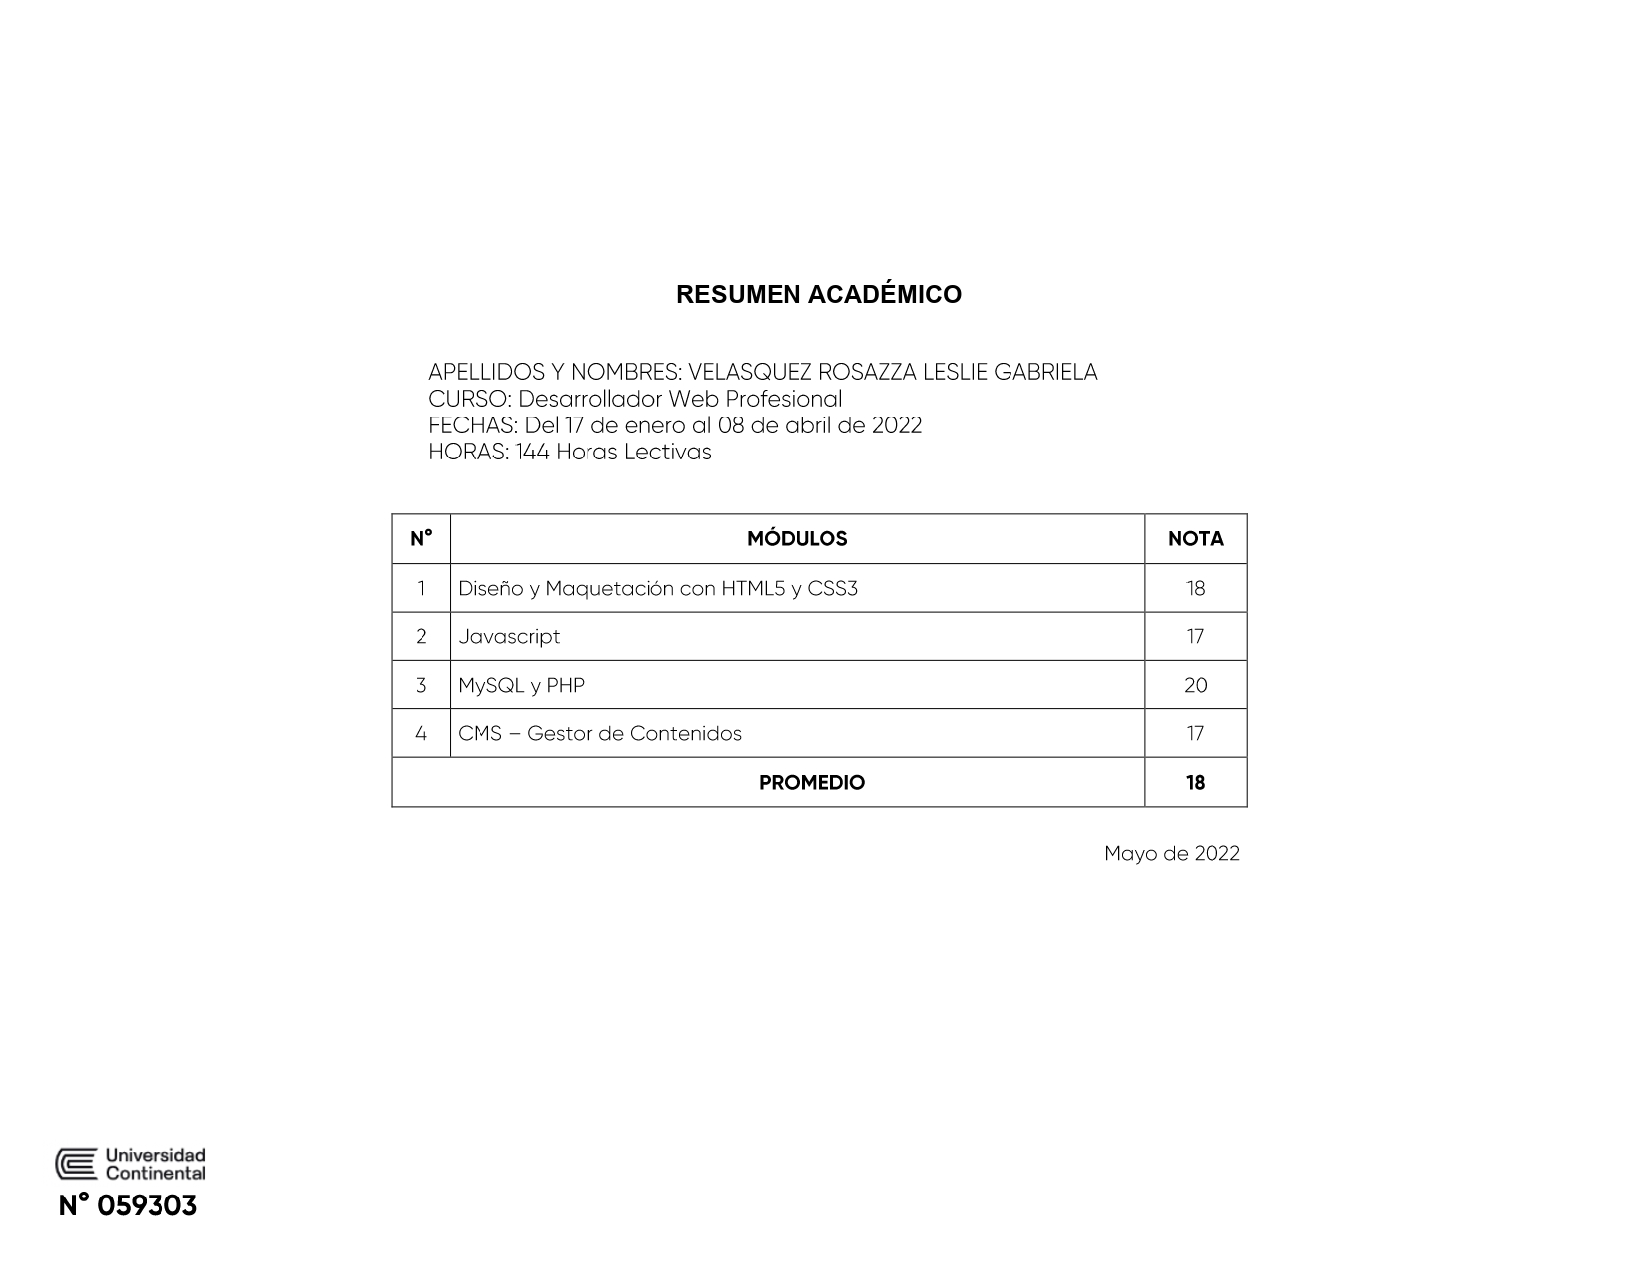 RESUMEN ACADÉMICO
APELLIDOS Y NOMBRES: VELASQUEZ ROSAZZA LESLIE GABRIELA
CURSO: Desarrollador Web Profesional
FECHAS: Del 17 de enero al 08 de abril de 2022
HORAS: 144 Horas Lectivas
N° MÓDULOS NOTA
1 Diseño y Maquetación con HTML5 y CSS3 18
2 Javascript 17
3 MySQL y PHP 20
4 CMS – Gestor de Contenidos 17
PROMEDIO 18
Mayo de 2022
Universidad
Continental
N° 059303